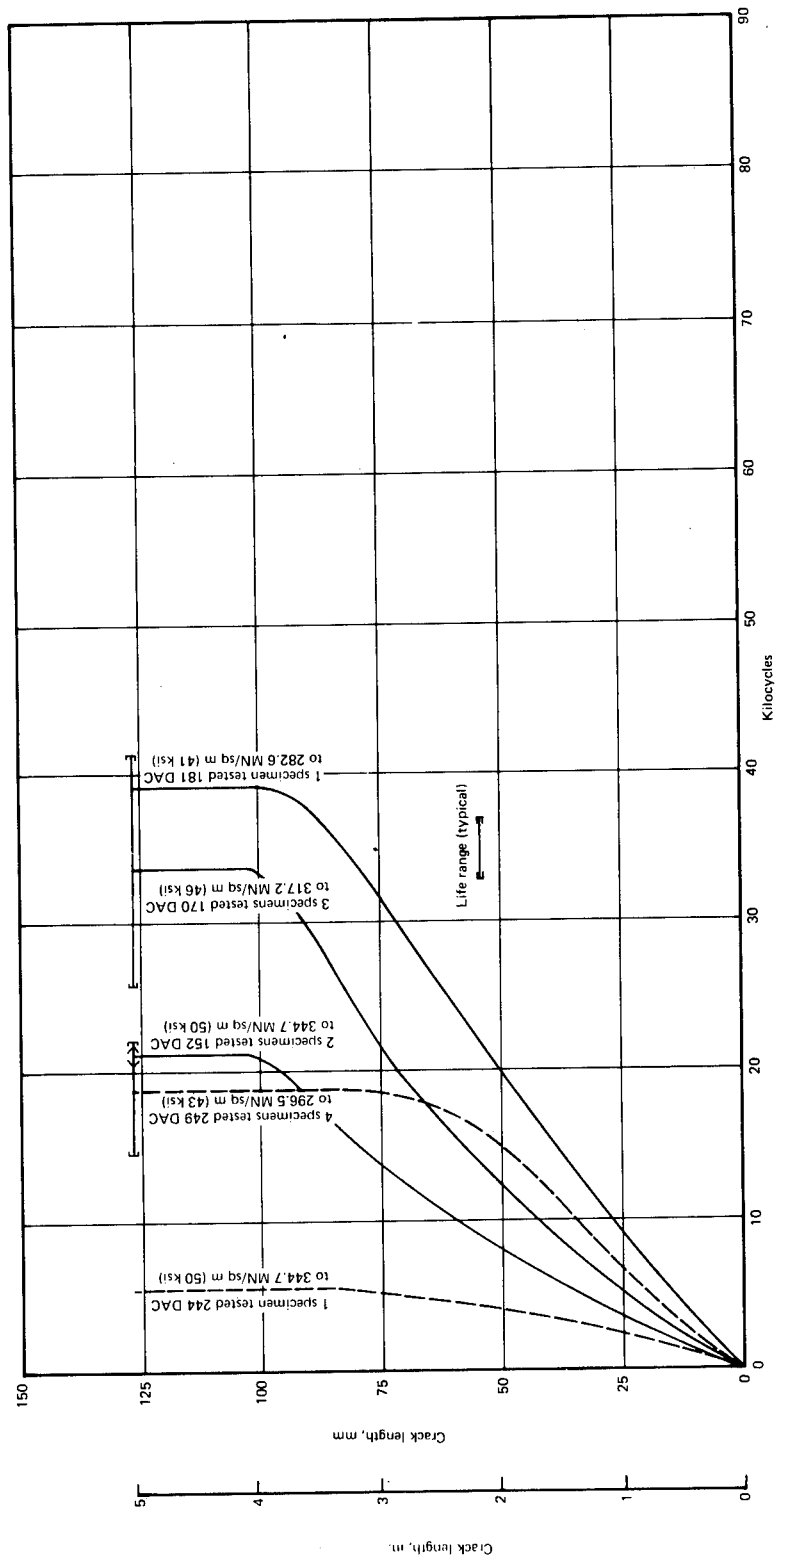 Crack length, in.
5
4
3
2
1
0
Crack length, mm
150
125
100
75
50
25
0
1 specimen tested 244 DAC
to 344.7 MN/sq m (50 ksi)
4 specimens tested 249 DAC
to 296.5 MN/sq m (43 ksi)
2 specimens tested 152 DAC
to 344.7 MN/sq m (50 ksi)
3 specimens tested 170 DAC
to 317.2 MN/sq m (46 ksi)
1 specimen tested 181 DAC
to 282.6 MN/sq m (41 ksi)
Life range (typical)
0
10
20
30
40
50
60
70
80
90
Kilocycles